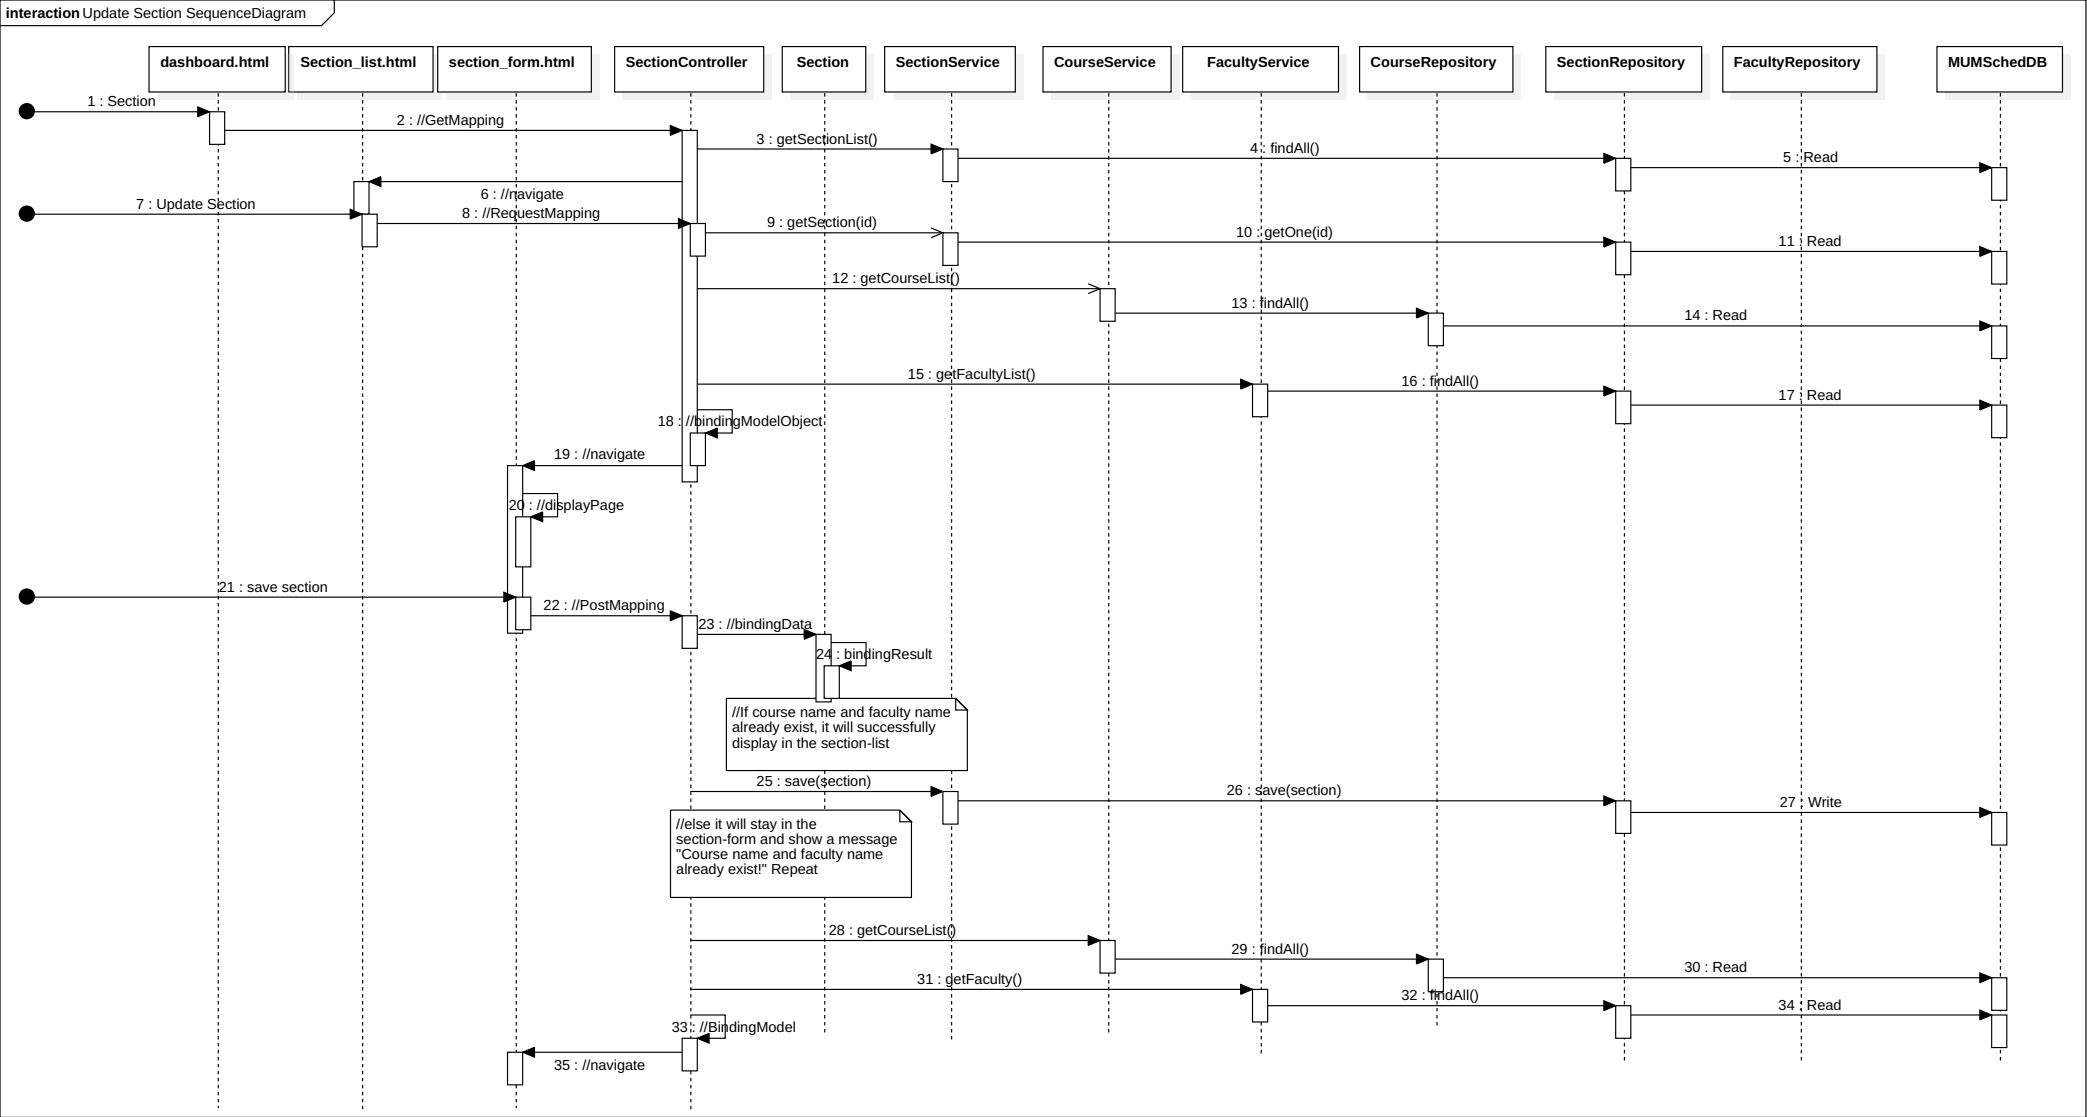 interaction Update Section SequenceDiagram
dashboard.html
Section_list.html
section_form.html
SectionController
Section
SectionService
CourseService
FacultyService
CourseRepository
SectionRepository
FacultyRepository
MUMSchedDB
1 : Section
2 : //GetMapping
3 : getSectionList()
4 : findAll()
5 : Read
6 : //navigate
7 : Update Section
8 : //RequestMapping
9 : getSection(id)
10 : getOne(id)
11 : Read
12 : getCourseList()
13 : findAll()
14 : Read
15 : getFacultyList()
16 : findAll()
17 : Read
18 : //bindingModelObject
19 : //navigate
20 : //displayPage
21 : save section
22 : //PostMapping
23 : //bindingData
24 : bindingResult
//If course name and faculty name
already exist, it will successfully
display in the section-list
25 : save(section)
26 : save(section)
27 : Write
//else it will stay in the
section-form and show a message
"Course name and faculty name
already exist!" Repeat
28 : getCourseList()
29 : findAll()
30 : Read
31 : getFaculty()
32 : findAll()
34 : Read
33 : //BindingModel
35 : //navigate